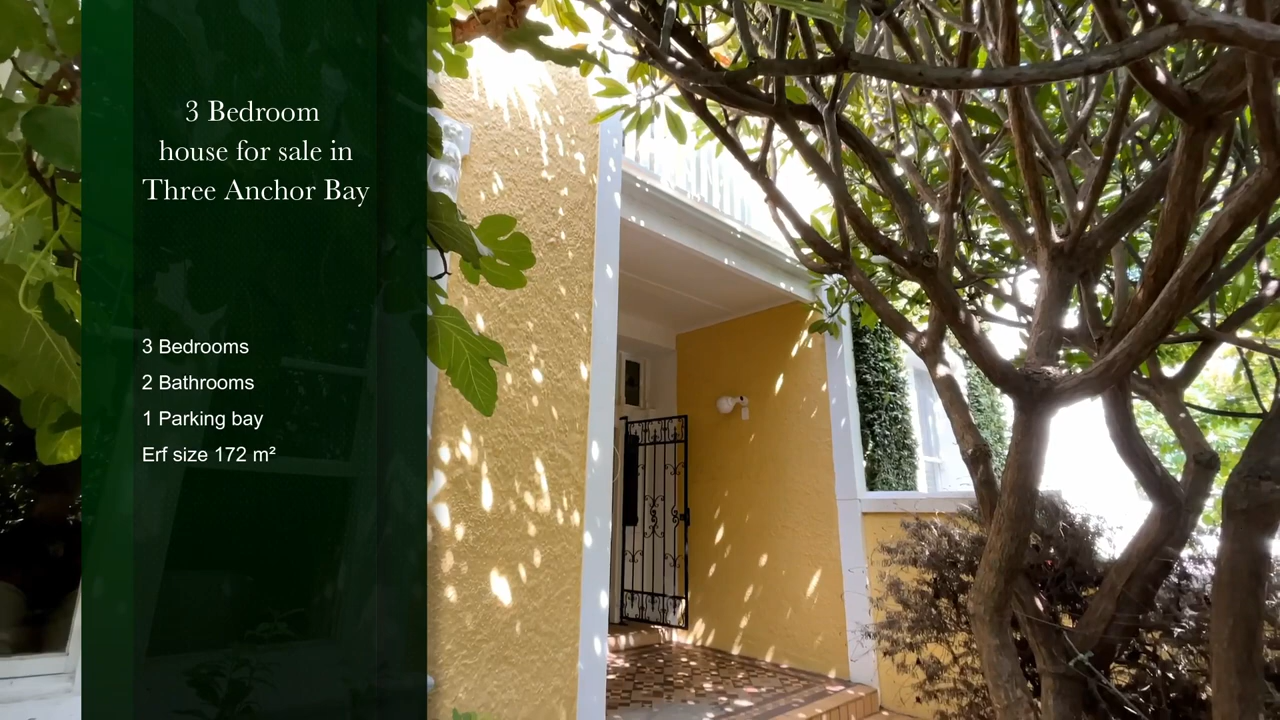 3 Bedroom
house for sale in
Three Anchor Bay
3 Bedrooms
2 Bathrooms
1 Parking bay
Erf size 172 m²